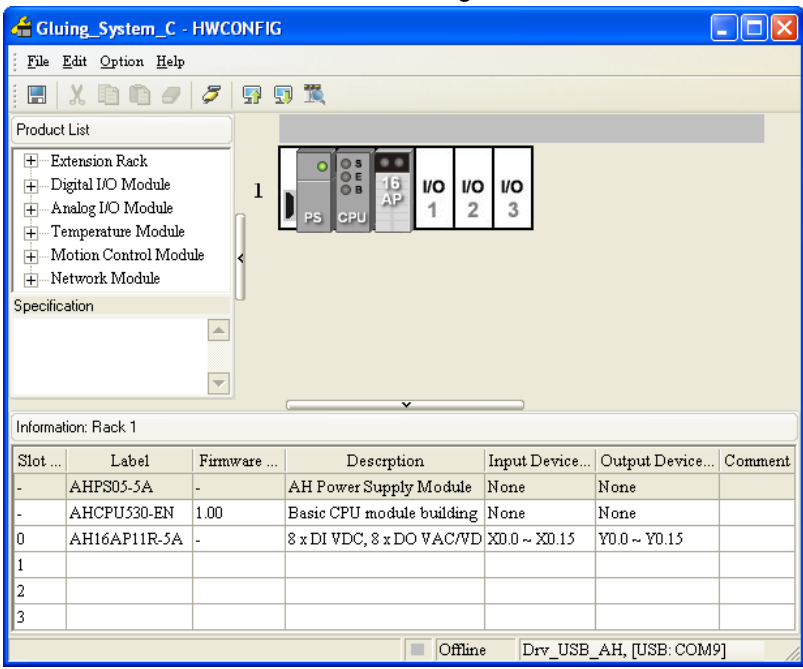 Gluing_System_C - HWCONFIG
File Edit Option Help
Product List
Extension Rack
Digital I/O Module
Analog I/O Module
Temperature Module
Motion Control Module
Network Module
Specification
1
PS
CPU
S
E
B
16
AP
I/O
1
I/O
2
I/O
3
Information: Rack 1
Slot ... Label Firmware ... Descrption Input Device... Output Device... Comment
- AHPS05-5A - AH Power Supply Module None None
- AHCPU530-EN 1.00 Basic CPU module building None None
0 AH16AP11R-5A - 8 x DI VDC, 8 x DO VAC/VD X0.0 ~ X0.15 Y0.0 ~ Y0.15
1
2
3
Offline Drv_USB_AH, [USB: COM9]